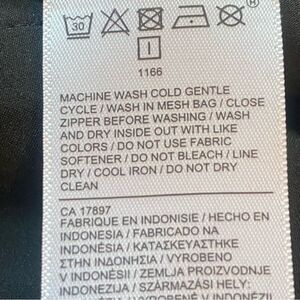 30
1166
MACHINE WASH COLD GENTLE
CYCLE / WASH IN MESH BAG / CLOSE
ZIPPER BEFORE WASHING / WASH
AND DRY INSIDE OUT WITH LIKE
COLORS / DO NOT USE FABRIC
SOFTENER / DO NOT BLEACH / LINE
DRY / COOL IRON / DO NOT DRY
CLEAN
CA 17897
FABRIQUE EN INDONISIE / HECHO EN
INDONESIA / FABRICADO NA
INDONÉSIA / ΚΑΤΑΣΚΕΥΑΣΤΗΚΕ
ΣΤΗΝ ΙΝΔΟΝΗΣΙΑ / VYROBENO
V INDONÉSII / ZEMLJA PROIZVODNJE
INDONEZIJA / SZÁRMAZÁSI HELY: